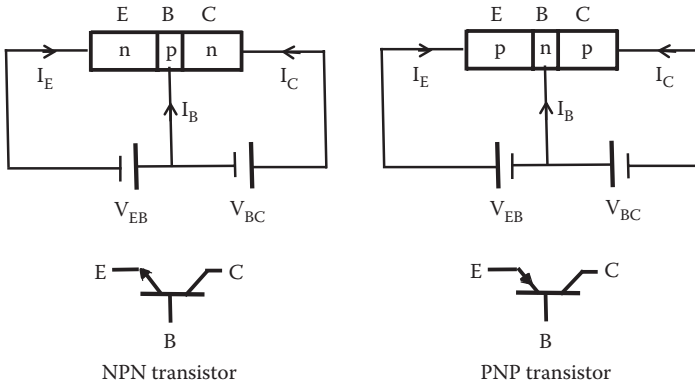 E B C
n p n
I_E
I_C
I_B
V_EB
V_BC
E
C
B
NPN transistor
E B C
p n p
I_E
I_C
I_B
V_EB
V_BC
E
C
B
PNP transistor